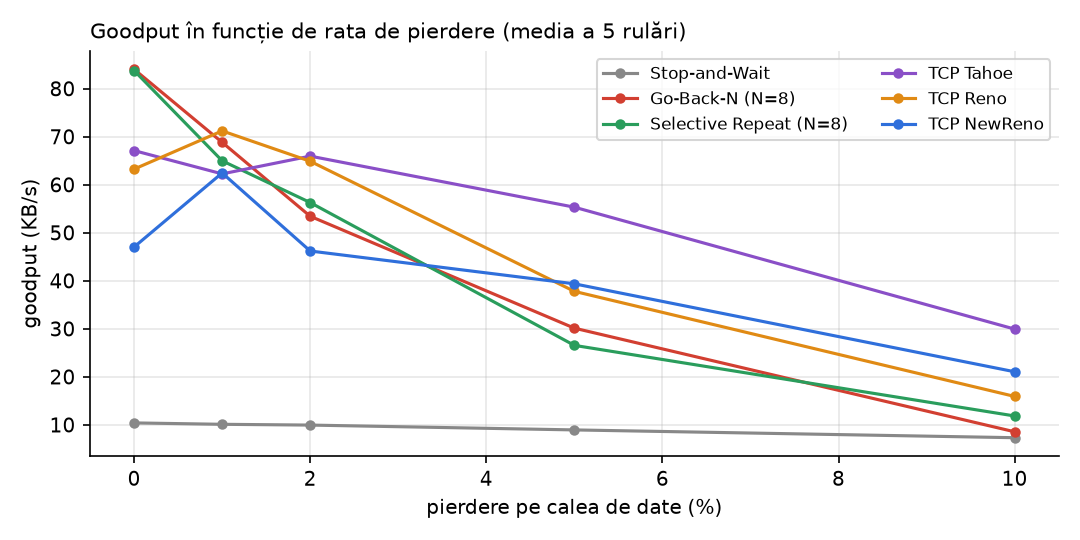 Goodput în funcție de rata de pierdere (media a 5 rulări)
Stop-and-Wait
Go-Back-N (N=8)
Selective Repeat (N=8)
TCP Tahoe
TCP Reno
TCP NewReno
goodput (KB/s)
80
70
60
50
40
30
20
10
0 2 4 6 8 10
pierdere pe calea de date (%)